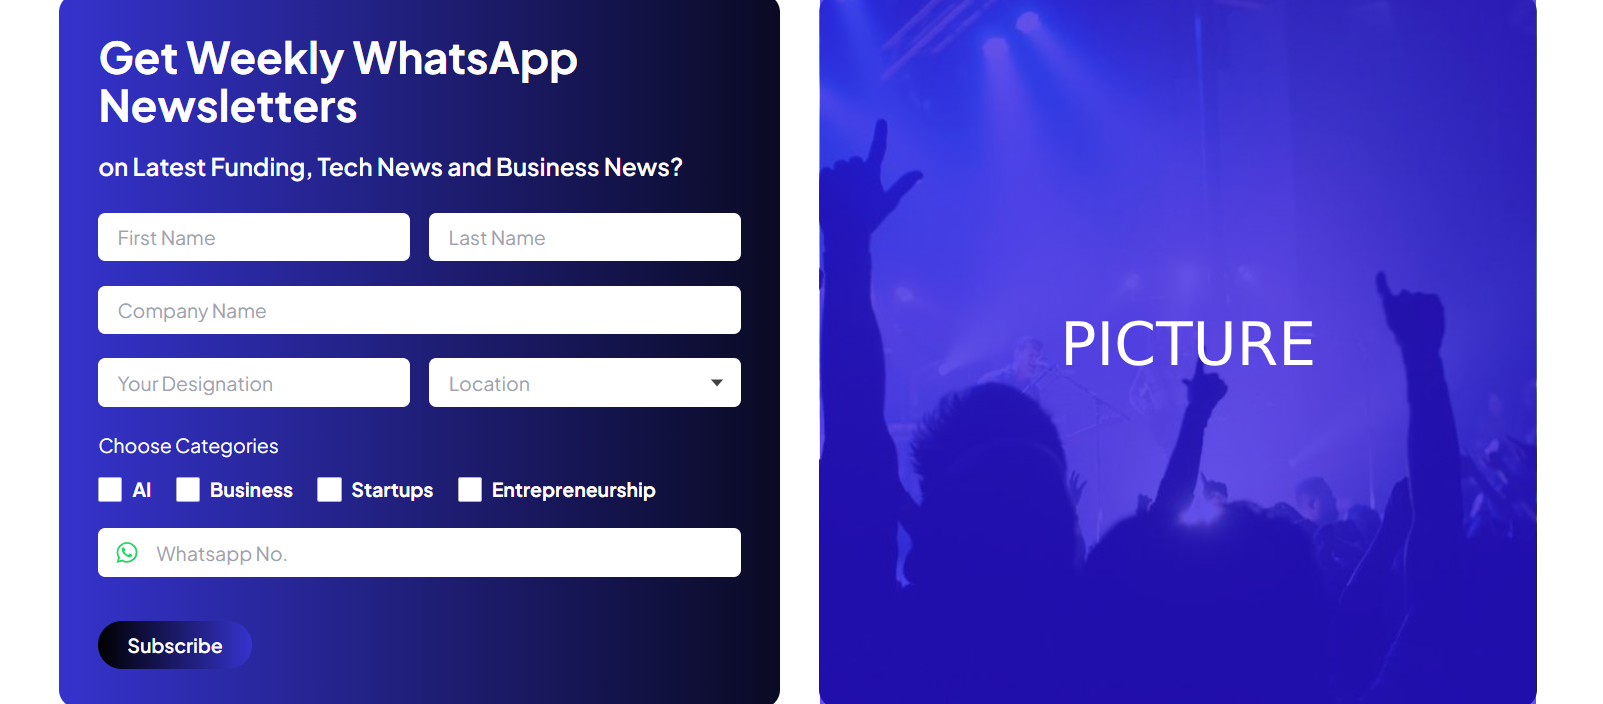 Get Weekly WhatsApp
Newsletters
on Latest Funding, Tech News and Business News?
First Name
Last Name
Company Name
Your Designation
Location
Choose Categories
AI
Business
Startups
Entrepreneurship
Whatsapp No.
Subscribe
PICTURE